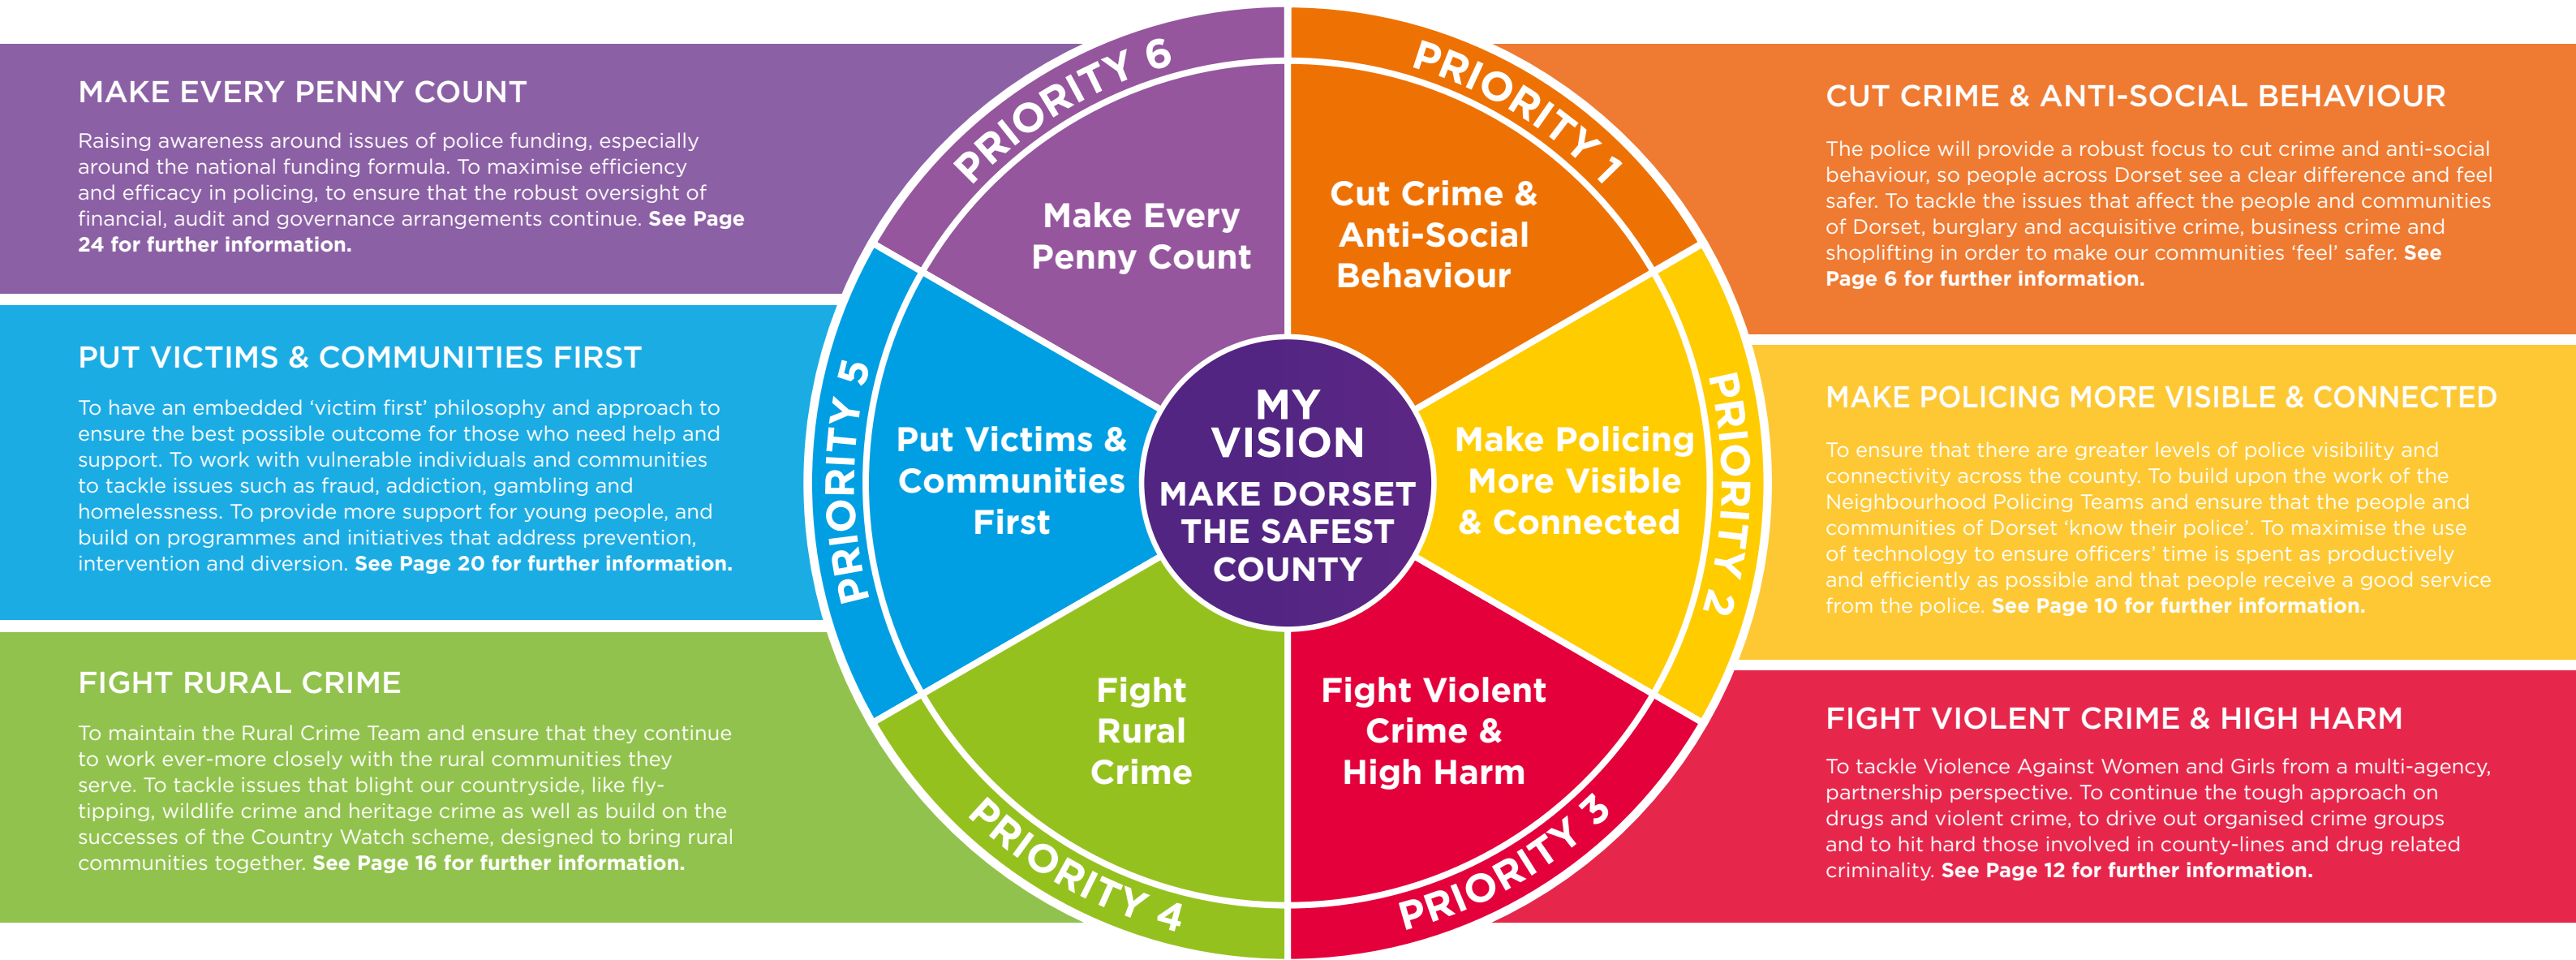 MAKE EVERY PENNY COUNT
Raising awareness around issues of police funding, especially
around the national funding formula. To maximise efficiency
and efficacy in policing, to ensure that the robust oversight of
financial, audit and governance arrangements continue. See Page
24 for further information.
PUT VICTIMS & COMMUNITIES FIRST
To have an embedded ‘victim first’ philosophy and approach to
ensure the best possible outcome for those who need help and
support. To work with vulnerable individuals and communities
to tackle issues such as fraud, addiction, gambling and
homelessness. To provide more support for young people, and
build on programmes and initiatives that address prevention,
intervention and diversion. See Page 20 for further information.
FIGHT RURAL CRIME
To maintain the Rural Crime Team and ensure that they continue
to work ever-more closely with the rural communities they
serve. To tackle issues that blight our countryside, like fly-
tipping, wildlife crime and heritage crime as well as build on the
successes of the Country Watch scheme, designed to bring rural
communities together. See Page 16 for further information.
PRIORITY 6
Make Every
Penny Count
PRIORITY 1
Cut Crime &
Anti-Social
Behaviour
PRIORITY 5
Put Victims &
Communities
First
MY
VISION
MAKE DORSET
THE SAFEST
COUNTY
Make Policing
More Visible
& Connected
PRIORITY 2
Fight
Rural
Crime
PRIORITY 4
Fight Violent
Crime &
High Harm
PRIORITY 3
CUT CRIME & ANTI-SOCIAL BEHAVIOUR
The police will provide a robust focus to cut crime and anti-social
behaviour, so people across Dorset see a clear difference and feel
safer. To tackle the issues that affect the people and communities
of Dorset, burglary and acquisitive crime, business crime and
shoplifting in order to make our communities ‘feel’ safer. See
Page 6 for further information.
MAKE POLICING MORE VISIBLE & CONNECTED
To ensure that there are greater levels of police visibility and
connectivity across the county. To build upon the work of the
Neighbourhood Policing Teams and ensure that the people and
communities of Dorset ‘know their police’. To maximise the use
of technology to ensure officers’ time is spent as productively
and efficiently as possible and that people receive a good service
from the police. See Page 10 for further information.
FIGHT VIOLENT CRIME & HIGH HARM
To tackle Violence Against Women and Girls from a multi-agency,
partnership perspective. To continue the tough approach on
drugs and violent crime, to drive out organised crime groups
and to hit hard those involved in county-lines and drug related
criminality. See Page 12 for further information.